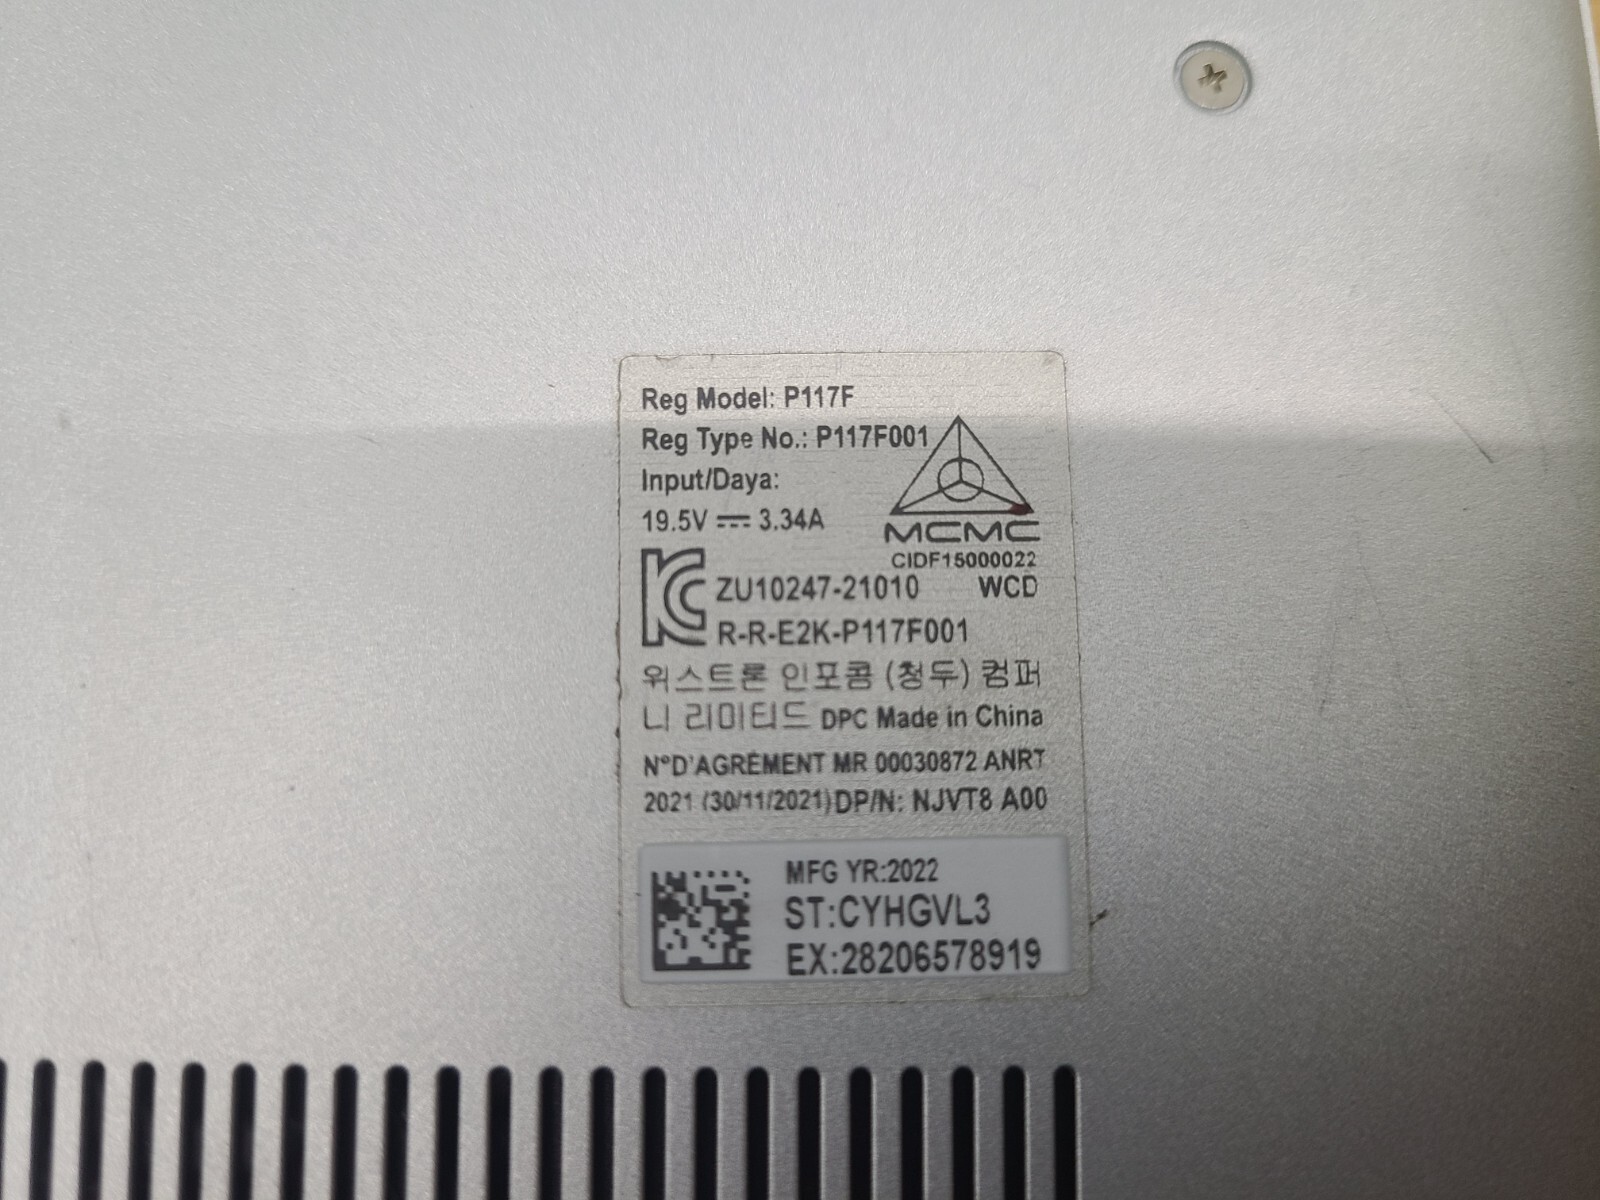 Reg Model: P117F
Reg Type No.: P117F001
Input/Daya:
19.5V ⎓ 3.34A
MCMC
CIDF15000022
ZU10247-21010 WCD
R-R-E2K-P117F001
위스트론 인포콤 (청두) 컴퍼
니 리미티드 DPC Made in China
N°D'AGRÉMENT MR 00030872 ANRT
2021 (30/11/2021) DP/N: NJVT8 A00
MFG YR:2022
ST:CYHGVL3
EX:28206578919